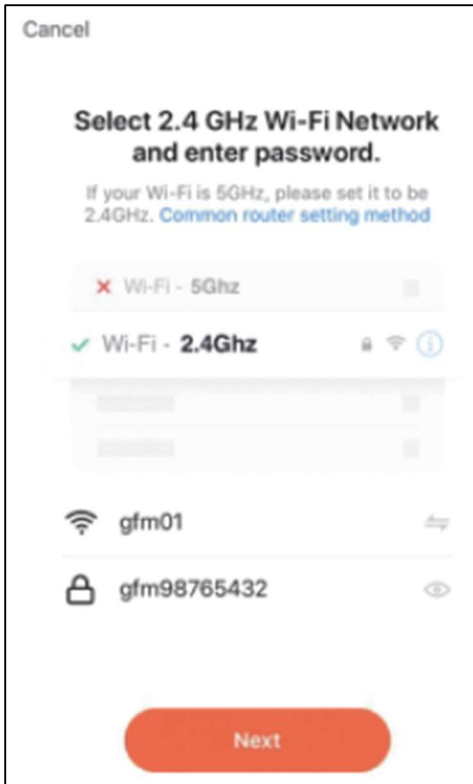 Cancel
Select 2.4 GHz Wi-Fi Network
and enter password.
If your Wi-Fi is 5GHz, please set it to be
2.4GHz. Common router setting method
Wi-Fi - 5Ghz
Wi-Fi - 2.4Ghz
gfm01
gfm98765432
Next